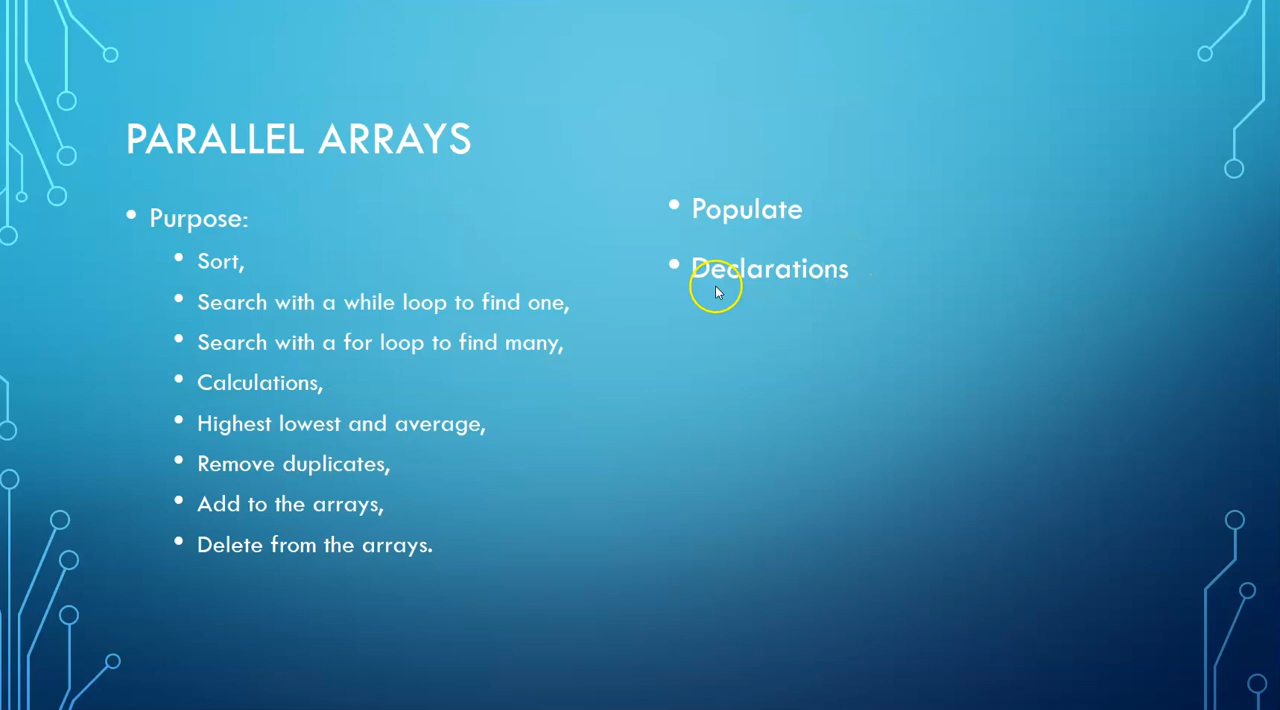 PARALLEL ARRAYS
• Purpose:
• Sort,
• Search with a while loop to find one,
• Search with a for loop to find many,
• Calculations,
• Highest lowest and average,
• Remove duplicates,
• Add to the arrays,
• Delete from the arrays.
• Populate
• Declarations